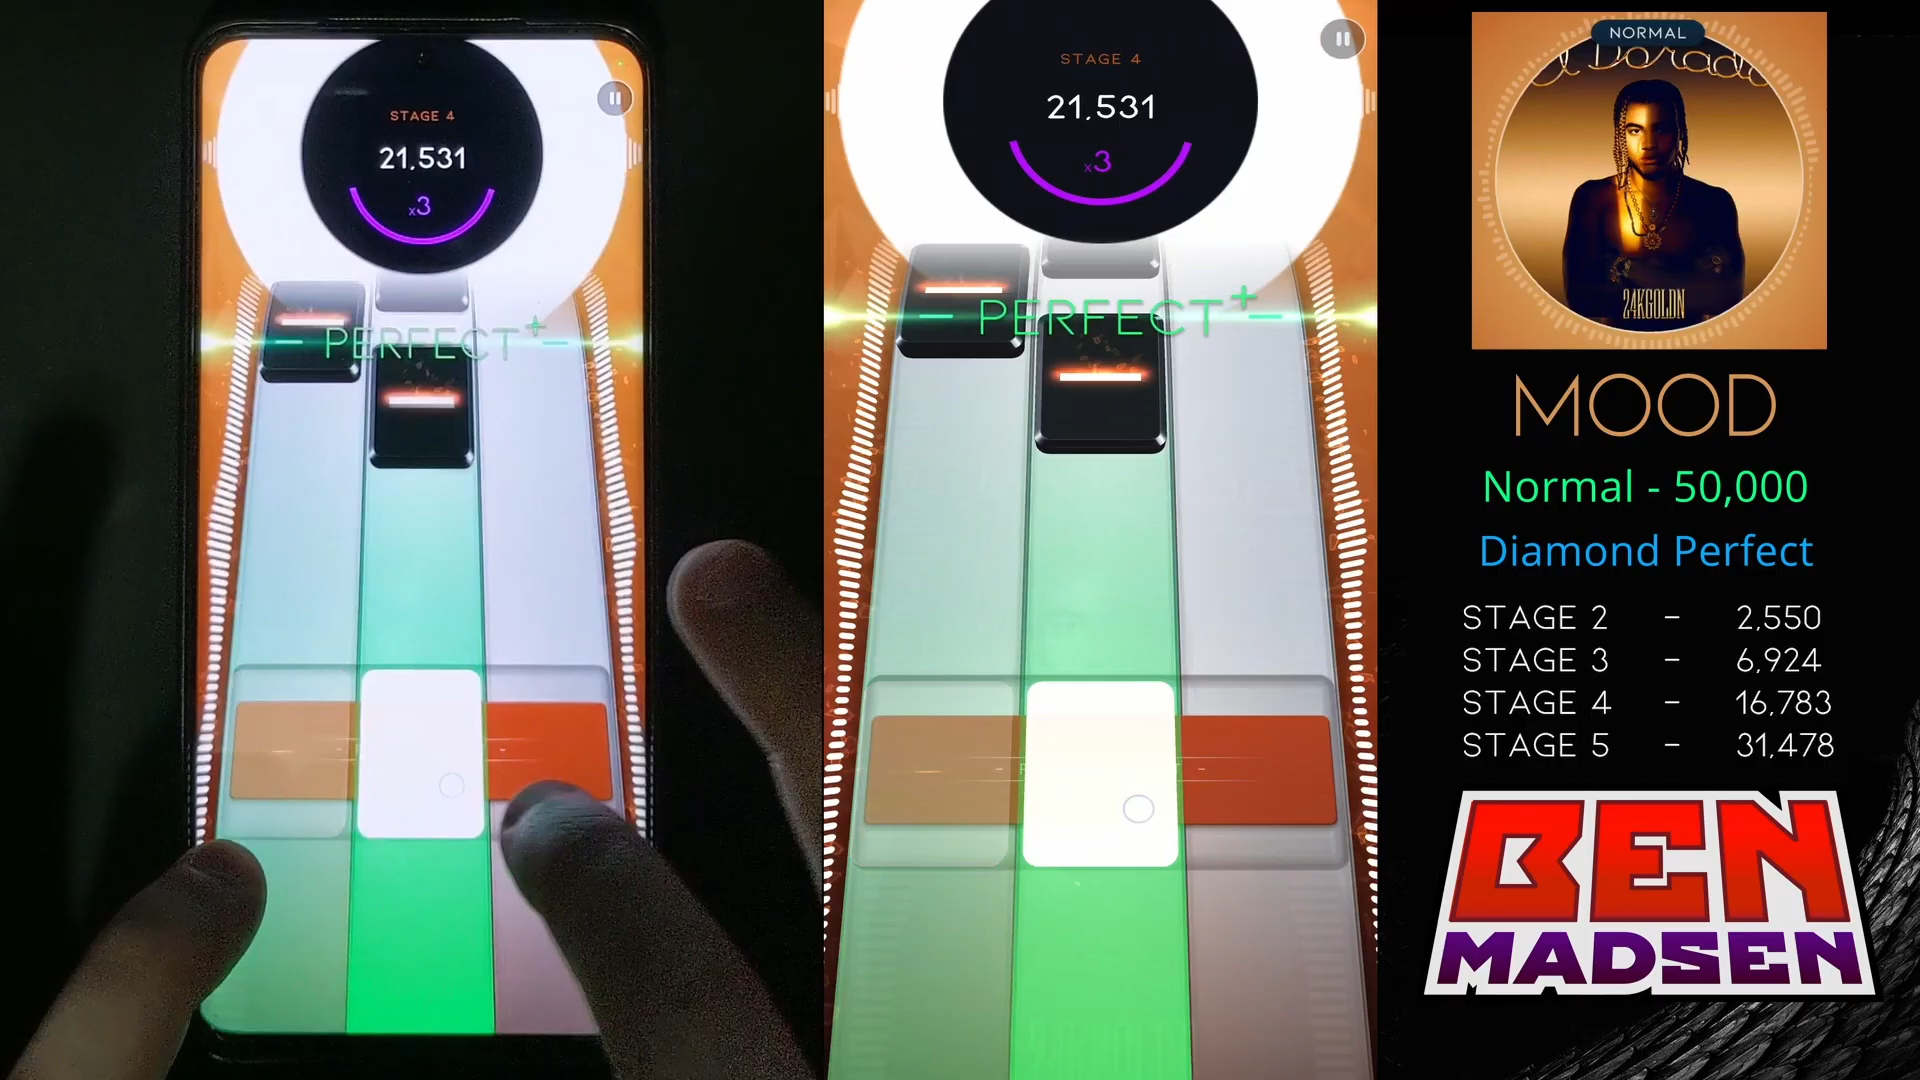 STAGE 4
21,531
x3
PERFECT+
STAGE 4
21,531
x3
PERFECT+
NORMAL
El Dorado
24KGOLDN
MOOD
Normal - 50,000
Diamond Perfect
STAGE 2 - 2,550
STAGE 3 - 6,924
STAGE 4 - 16,783
STAGE 5 - 31,478
BEN
MADSEN